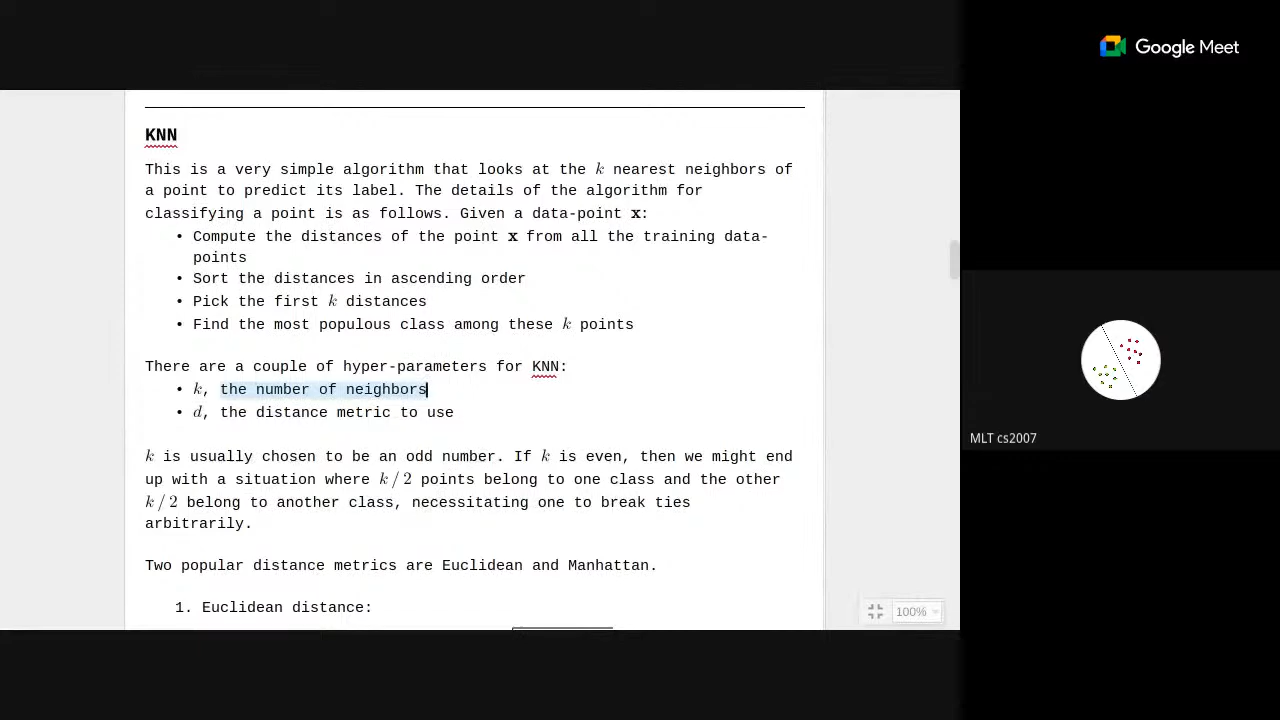 Google Meet
KNN
This is a very simple algorithm that looks at the k nearest neighbors of
a point to predict its label. The details of the algorithm for
classifying a point is as follows. Given a data-point x:
• Compute the distances of the point x from all the training data-
points
• Sort the distances in ascending order
• Pick the first k distances
• Find the most populous class among these k points
There are a couple of hyper-parameters for KNN:
• k, the number of neighbors
• d, the distance metric to use
k is usually chosen to be an odd number. If k is even, then we might end
up with a situation where k/2 points belong to one class and the other
k/2 belong to another class, necessitating one to break ties
arbitrarily.
Two popular distance metrics are Euclidean and Manhattan.
1. Euclidean distance:
100%
MLT cs2007